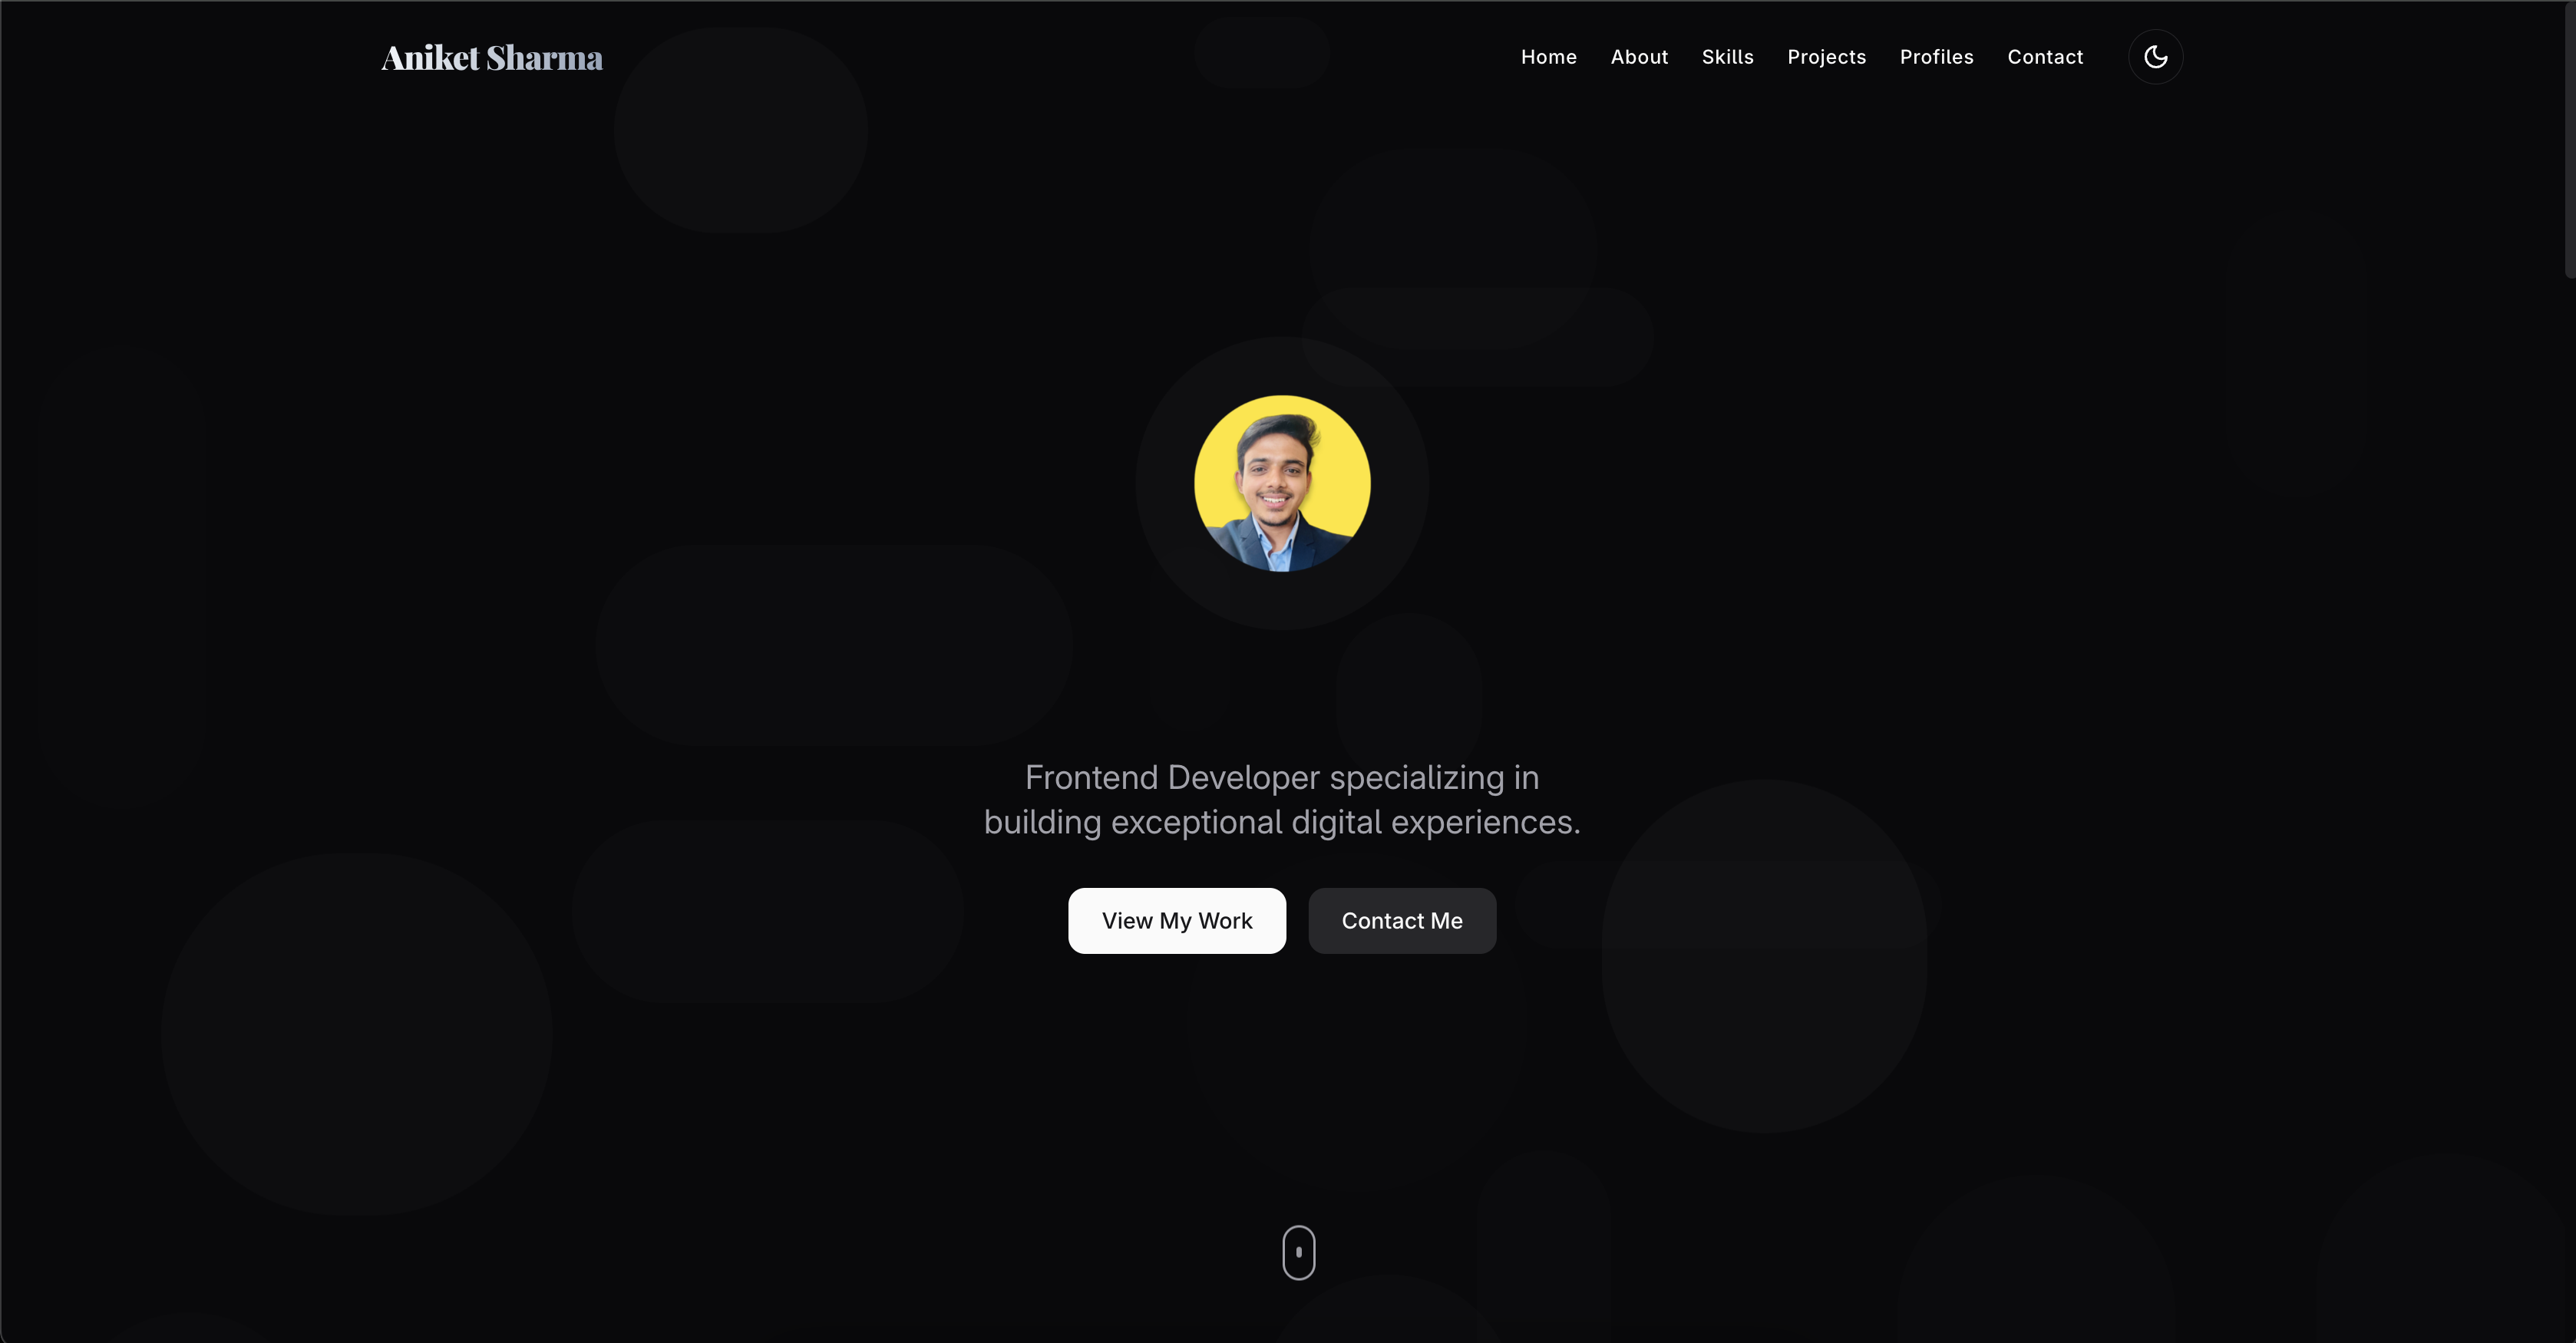 Aniket Sharma
Home About Skills Projects Profiles Contact
Frontend Developer specializing in
building exceptional digital experiences.
View My Work
Contact Me